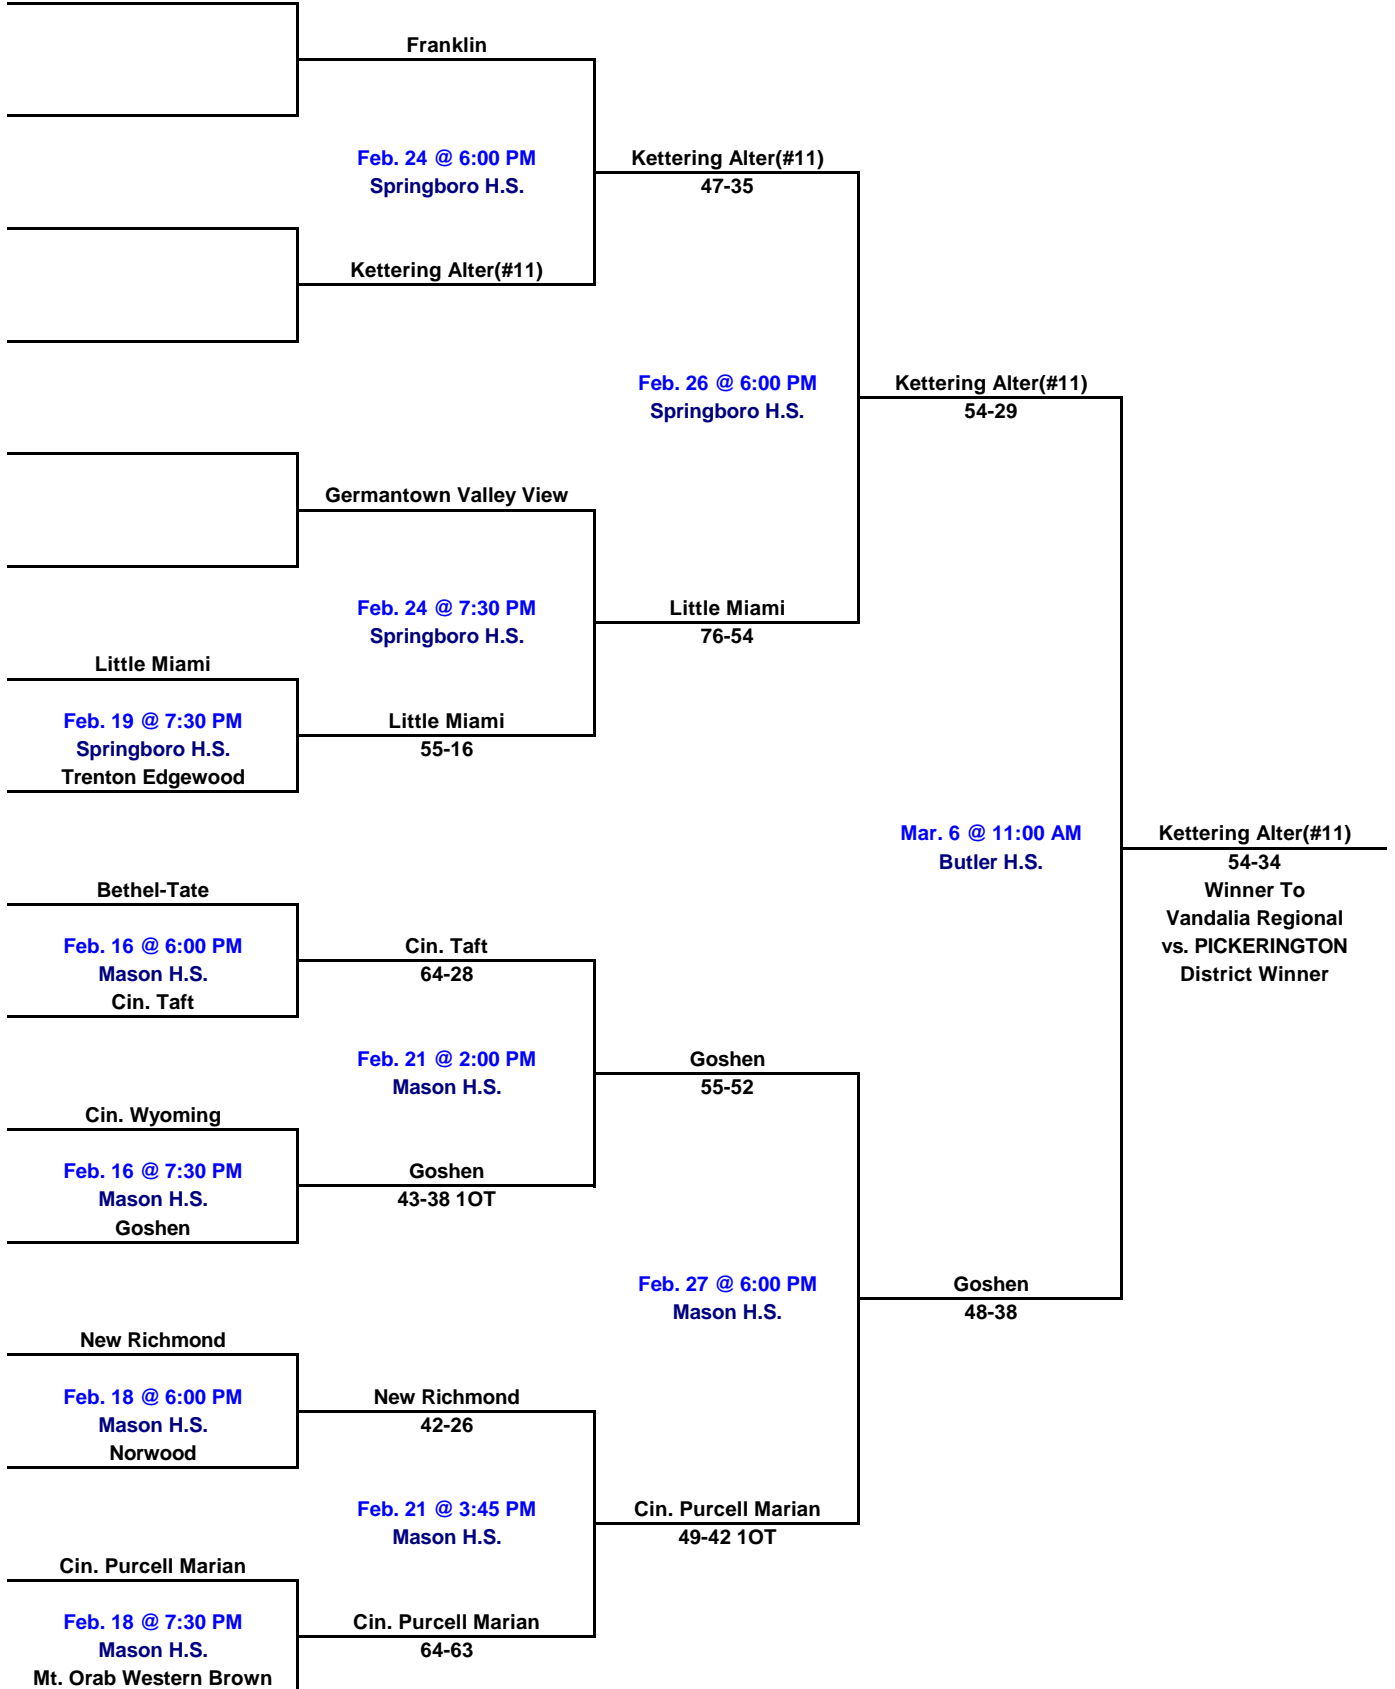 Franklin
Feb. 24 @ 6:00 PM
Springboro H.S.
Kettering Alter(#11)
47-35
Kettering Alter(#11)
Feb. 26 @ 6:00 PM
Springboro H.S.
Kettering Alter(#11)
54-29
Germantown Valley View
Feb. 24 @ 7:30 PM
Springboro H.S.
Little Miami
76-54
Little Miami
Feb. 19 @ 7:30 PM
Springboro H.S.
Trenton Edgewood
Little Miami
55-16
Mar. 6 @ 11:00 AM
Butler H.S.
Kettering Alter(#11)
54-34
Winner To
Vandalia Regional
vs. PICKERINGTON
District Winner
Bethel-Tate
Feb. 16 @ 6:00 PM
Mason H.S.
Cin. Taft
Cin. Taft
64-28
Feb. 21 @ 2:00 PM
Mason H.S.
Goshen
55-52
Cin. Wyoming
Feb. 16 @ 7:30 PM
Mason H.S.
Goshen
Goshen
43-38 1OT
Feb. 27 @ 6:00 PM
Mason H.S.
Goshen
48-38
New Richmond
Feb. 18 @ 6:00 PM
Mason H.S.
Norwood
New Richmond
42-26
Feb. 21 @ 3:45 PM
Mason H.S.
Cin. Purcell Marian
49-42 1OT
Cin. Purcell Marian
Feb. 18 @ 7:30 PM
Mason H.S.
Mt. Orab Western Brown
Cin. Purcell Marian
64-63